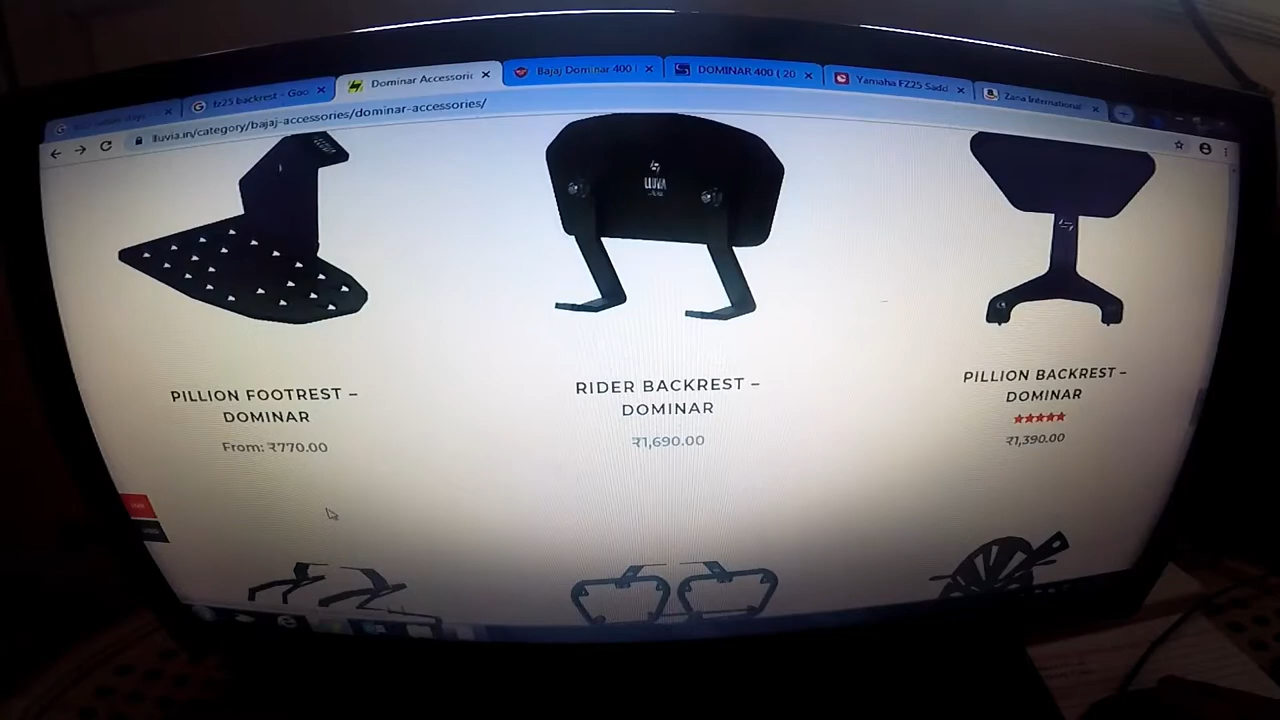 fz25 backrest - Goo
Dominar Accessoric
Bajaj Dominar 400
DOMINAR 400 ( 20
Yamaha FZ25 Sadd
Zana International
lluvia.in/category/bajaj-accessories/dominar-accessories/
PILLION FOOTREST –
DOMINAR
From: ₹770.00
RIDER BACKREST –
DOMINAR
₹1,690.00
PILLION BACKREST –
DOMINAR
₹1,390.00